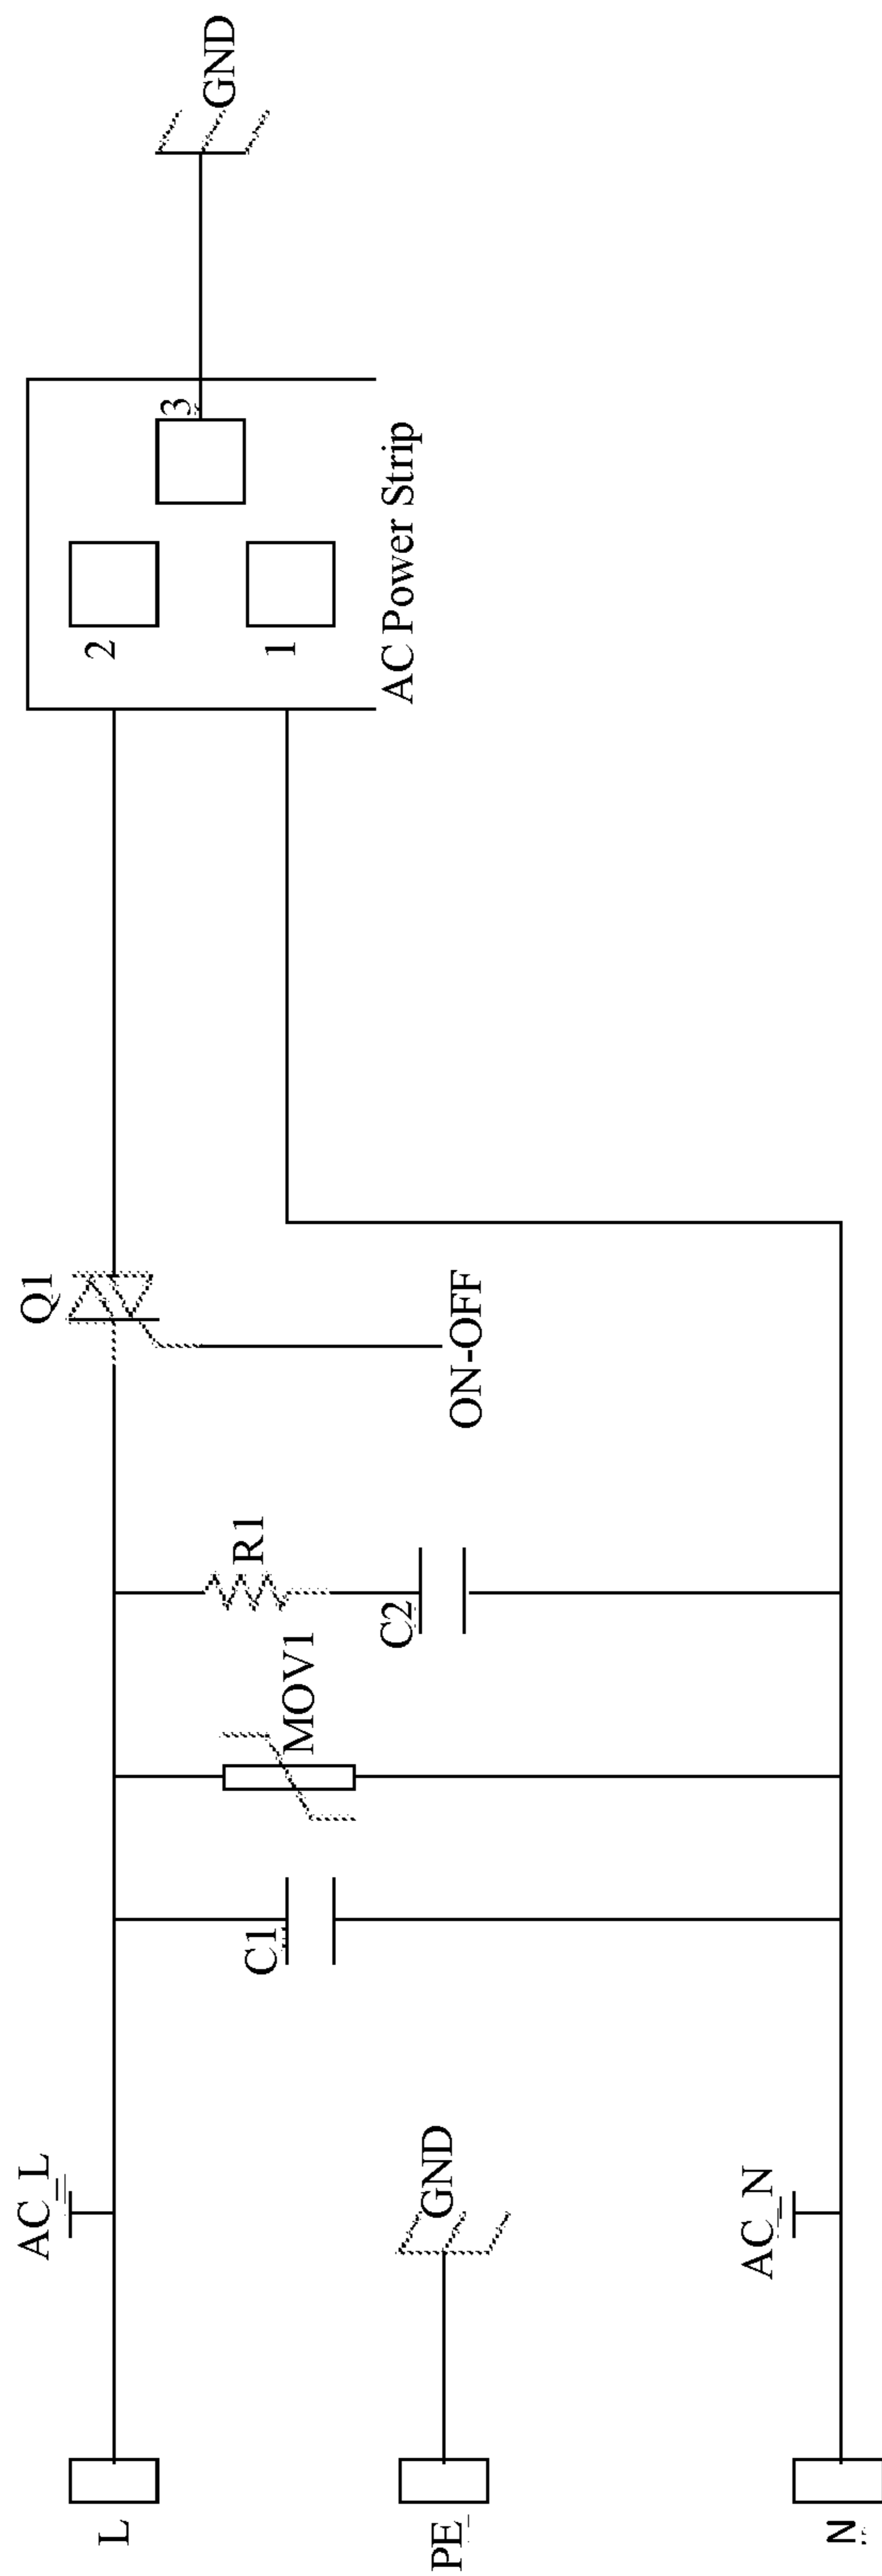 L
AC_L
C1
MOV1
R1
C2
Q1
ON-OFF
2
1
3
AC Power Strip
GND
PE
GND
AC_N
N